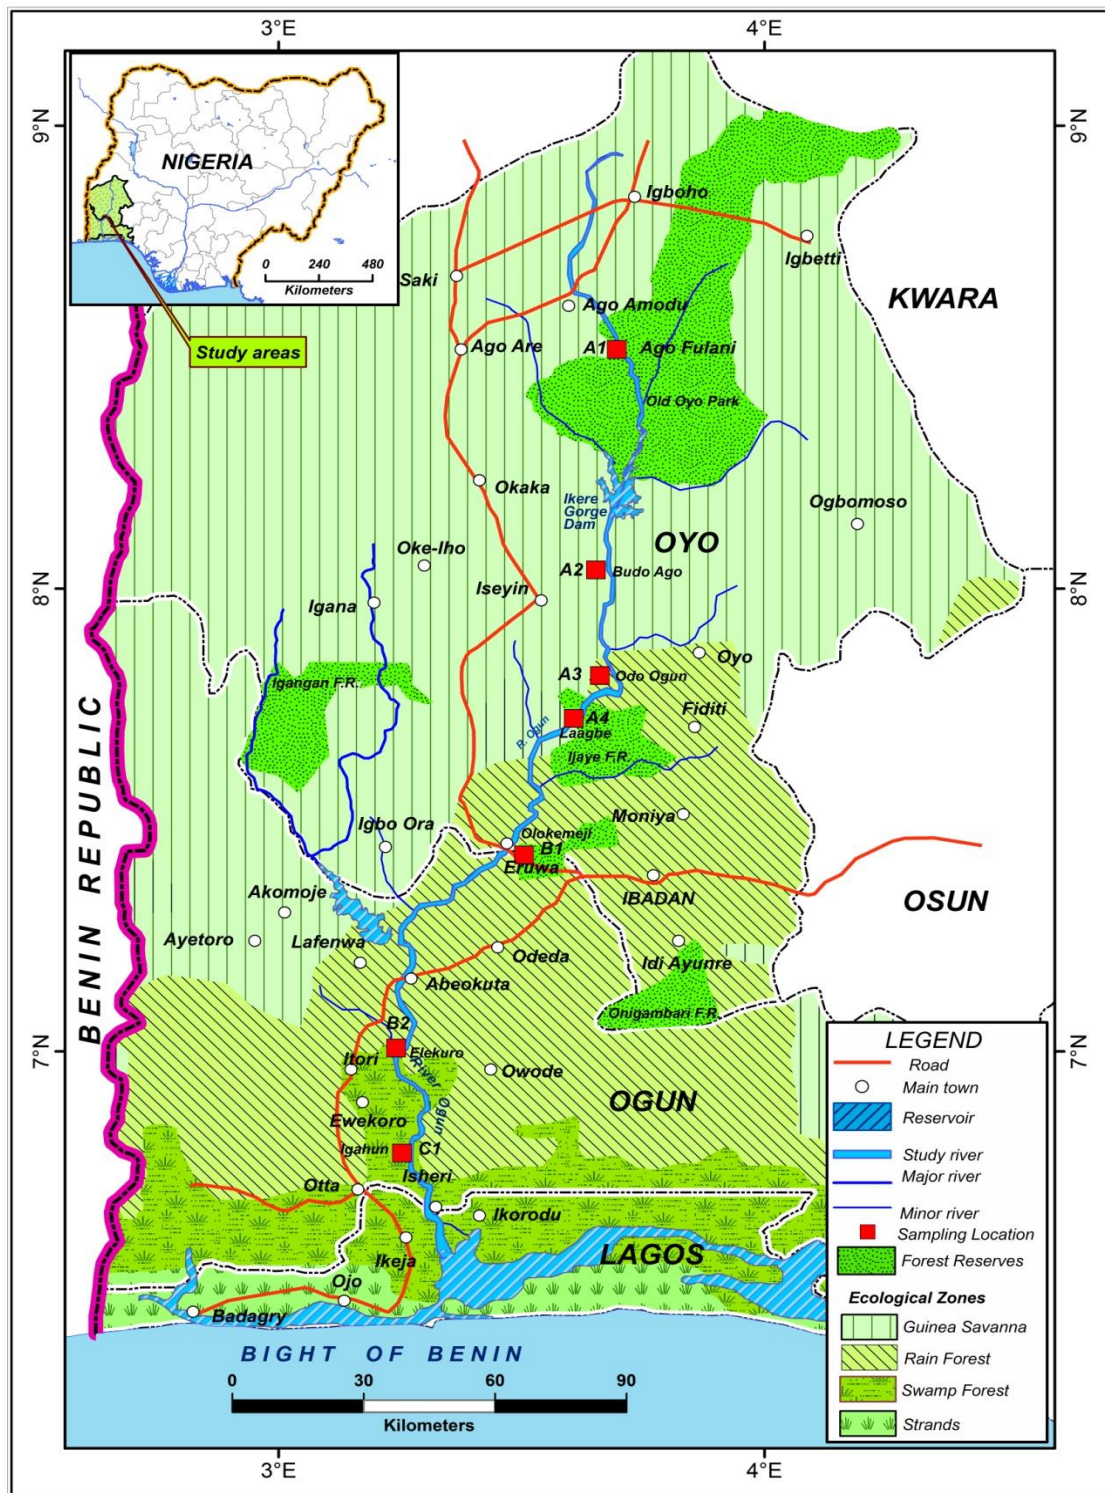 3°E
4°E
9°N
9°N
NIGERIA
0 240 480
Kilometers
Study areas
Igboho
Igbetti
Saki
KWARA
Ago Amodu
Ago Are
A1
Ago Fulani
Old Oyo Park
Okaka
Ikere
Gorge
Dam
Ogbomoso
OYO
Oke-Iho
A2
Budo Ago
8°N
8°N
Iseyin
Igana
Oyo
A3
Odo Ogun
Igangan F.R.
Fiditi
A4
Laagbe
R. Ogun
Ijaye F.R.
BENIN REPUBLIC
Moniya
Igbo Ora
Olokemeji
B1
Eruwa
IBADAN
OSUN
Akomoje
Ayetoro
Lafenwa
Odeda
Idi Ayunre
Abeokuta
Onigambari F.R.
B2
Elekuro
7°N
7°N
Itori
River Ogun
Owode
OGUN
Ewekoro
Igahun
C1
Isheri
Otta
Ikorodu
Ikeja
LAGOS
Ojo
Badagry
BIGHT OF BENIN
0 30 60 90
Kilometers
LEGEND
Road
Main town
Reservoir
Study river
Major river
Minor river
Sampling Location
Forest Reserves
Ecological Zones
Guinea Savanna
Rain Forest
Swamp Forest
Strands
3°E
4°E